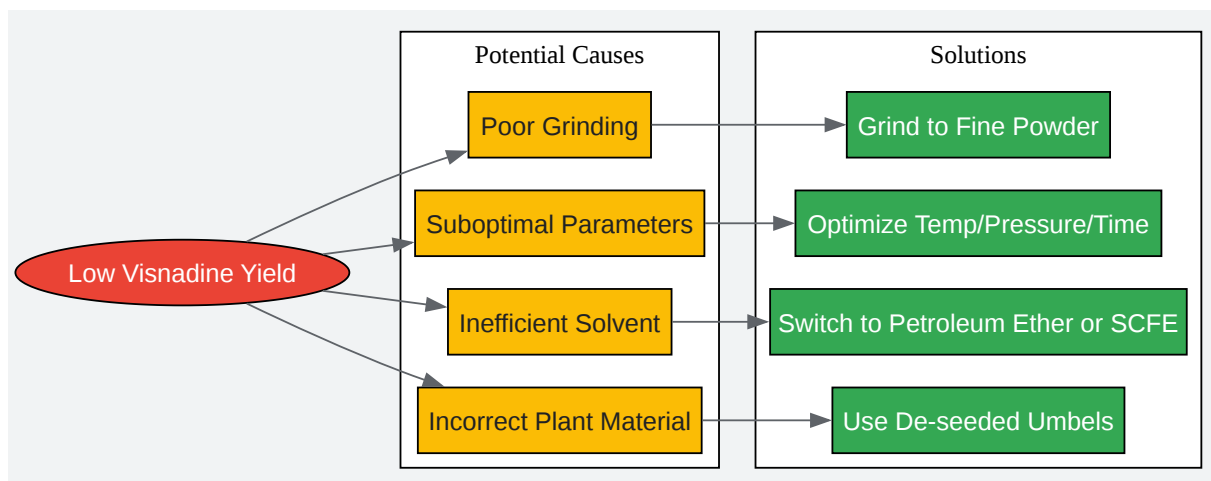 Potential Causes
Solutions
Poor Grinding
Grind to Fine Powder
Suboptimal Parameters
Optimize Temp/Pressure/Time
Low Visnadine Yield
Inefficient Solvent
Switch to Petroleum Ether or SCFE
Incorrect Plant Material
Use De-seeded Umbels